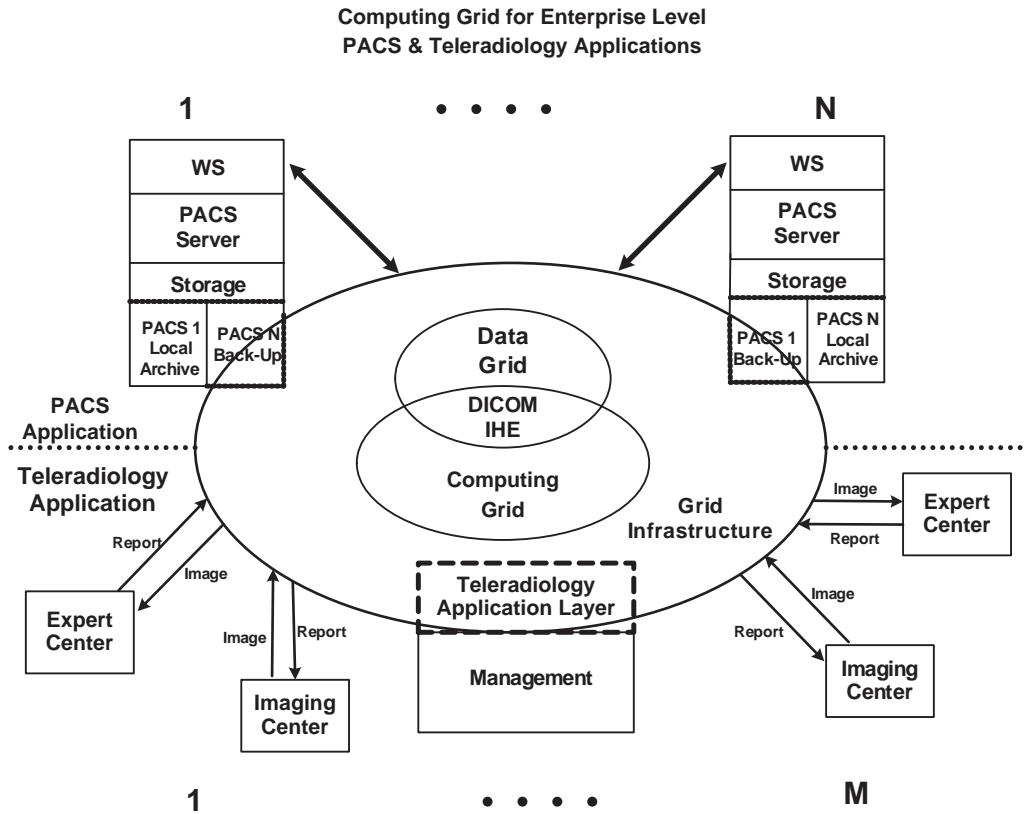 Computing Grid for Enterprise Level
PACS & Teleradiology Applications
1
N
WS
PACS
Server
Storage
PACS 1
Local
Archive
PACS N
Back-Up
WS
PACS
Server
Storage
PACS 1
Back-Up
PACS N
Local
Archive
Data
Grid
DICOM
IHE
Computing
Grid
Grid
Infrastructure
PACS
Application
Teleradiology
Application
Report
Image
Expert
Center
Image
Report
Imaging
Center
Teleradiology
Application Layer
Management
Image
Report
Expert
Center
Image
Report
Imaging
Center
1
M